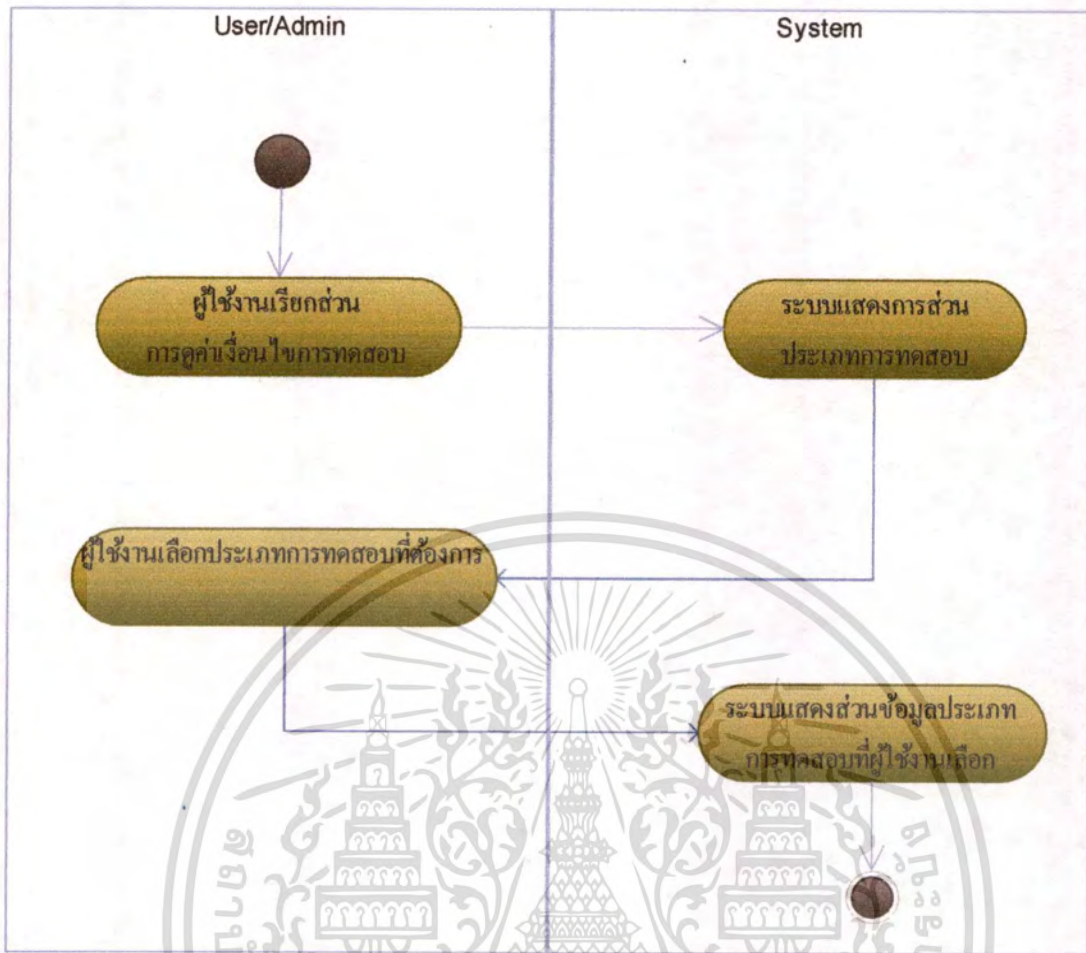 User/Admin
System
ผู้ใช้งานเรียกส่วน
การดูค่าเงื่อนไขการทดสอบ
ระบบแสดงการส่วน
ประเภทการทดสอบ
ผู้ใช้งานเลือกประเภทการทดสอบที่ต้องการ
ระบบแสดงส่วนข้อมูลประเภท
การทดสอบที่ผู้ใช้งานเลือก